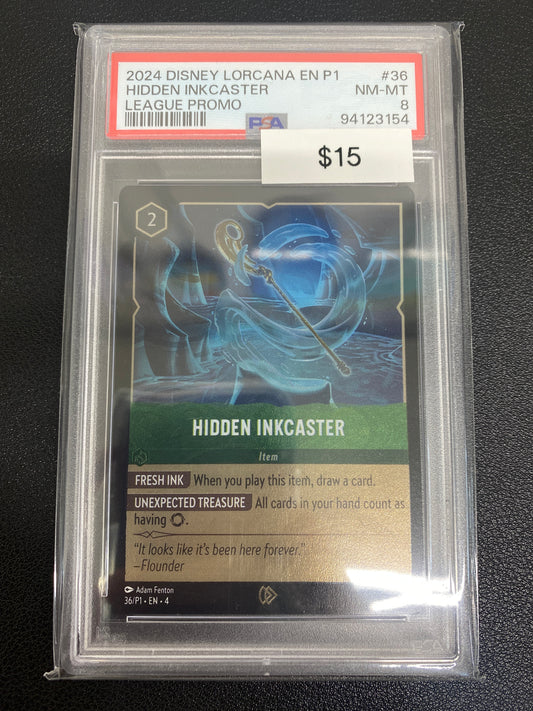 2024 DISNEY LORCANA EN P1 #36
HIDDEN INKCASTER NM-MT
LEAGUE PROMO 8
PSA 94123154
$15
2
HIDDEN INKCASTER
Item
FRESH INK When you play this item, draw a card.
UNEXPECTED TREASURE All cards in your hand count as
having .
"It looks like it's been here forever."
–Flounder
Adam Fenton
36/P1 • EN • 4